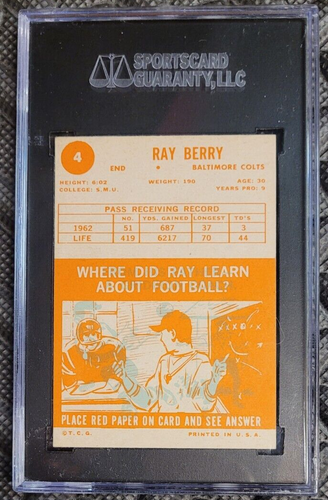 SPORTSCARD
GUARANTY, LLC
4 RAY BERRY
END * BALTIMORE COLTS
HEIGHT: 6:02 WEIGHT: 190 AGE: 30
COLLEGE: S.M.U. YEARS PRO: 9
PASS RECEIVING RECORD
NO. YDS. GAINED LONGEST TD'S
1962 51 687 37 3
LIFE 419 6217 70 44
WHERE DID RAY LEARN
ABOUT FOOTBALL?
PLACE RED PAPER ON CARD AND SEE ANSWER
©T.C.G. PRINTED IN U.S.A.